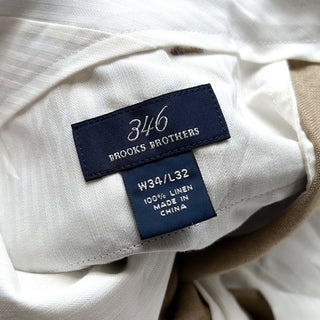 346
BROOKS BROTHERS
W34/L32
100% LINEN
MADE IN
CHINA